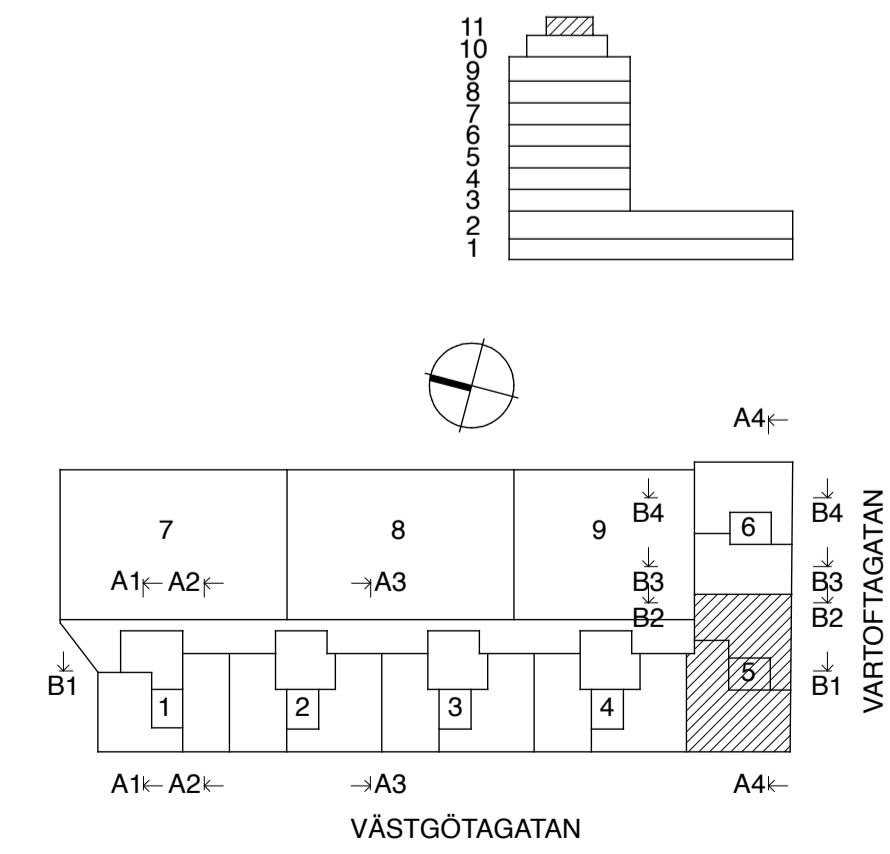 11
10
9
8
7
6
5
4
3
2
1
A4
7
8
9
B4
6
B4
A1 A2
A3
B3
B3
B2
B2
VARTOFTAGATAN
B1
5
B1
1
2
3
4
A1 A2
A3
A4
VÄSTGÖTAGATAN